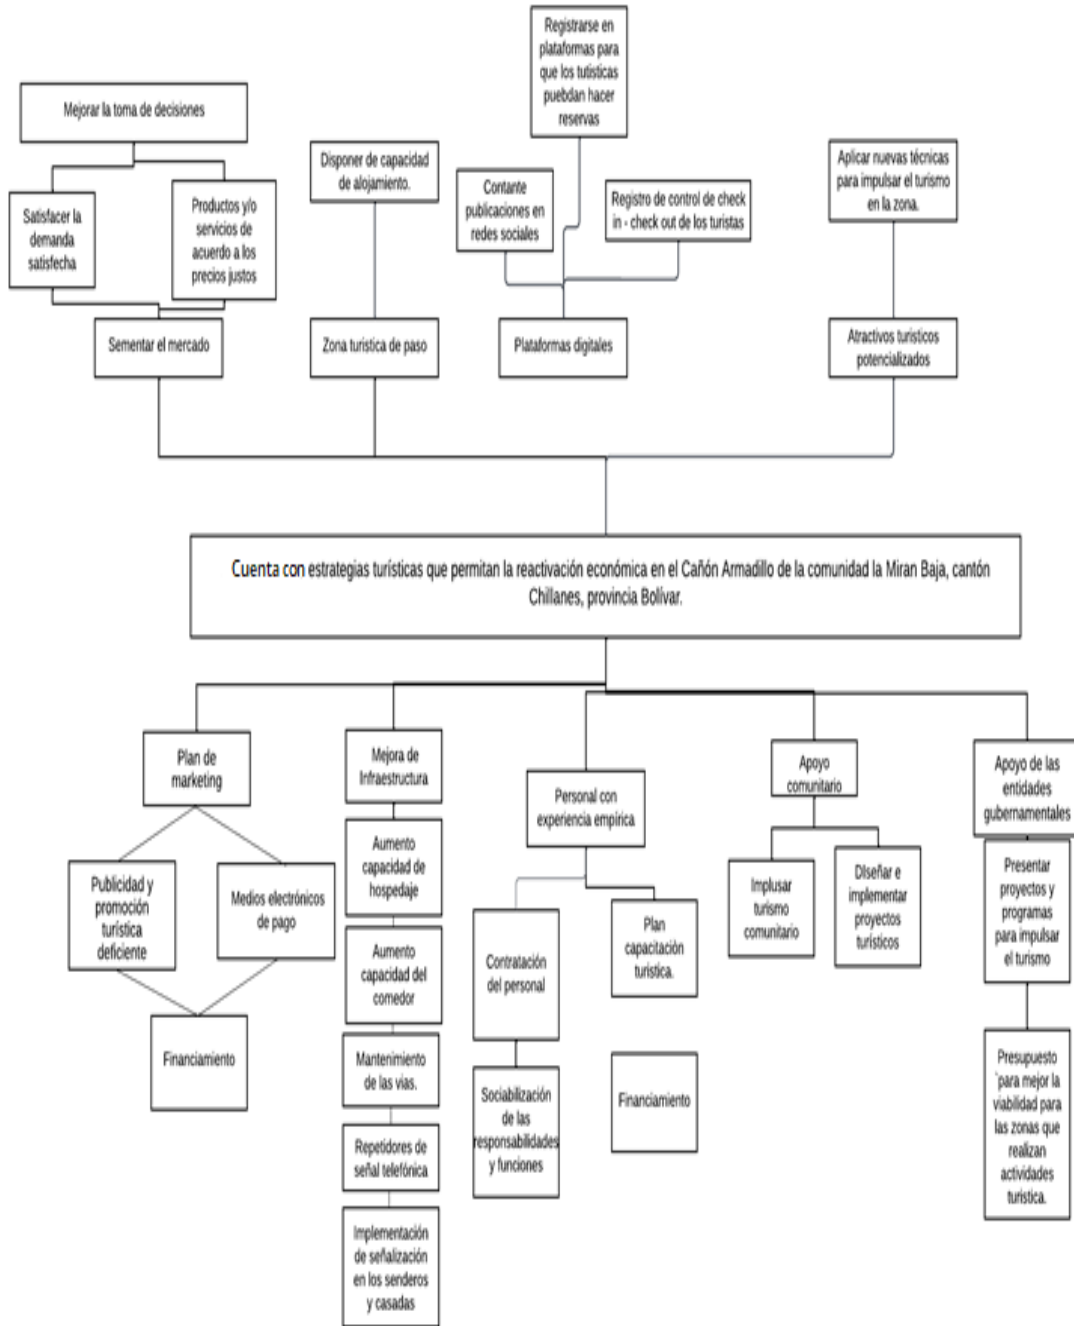 Registrarse en
plataformas para
que los tutisticas
puebdan hacer
reservas
Mejorar la toma de decisiones
Disponer de capacidad
de alojamiento.
Aplicar nuevas técnicas
para impulsar el turismo
en la zona.
Contante
publicaciones en
redes sociales
Registro de control de check
in - check out de los turistas
Satisfacer la
demanda
satisfecha
Productos y/o
servicios de
acuerdo a los
precios justos
Sementar el mercado
Zona turistica de paso
Plataformas digitales
Atractivos turisticos
potencializados
Cuenta con estrategias turísticas que permitan la reactivación económica en el Cañón Armadillo de la comunidad la Miran Baja, cantón
Chillanes, provincia Bolívar.
Plan de
marketing
Mejora de
Infraestructura
Personal con
experiencia empírica
Apoyo
comunitario
Apoyo de las
entidades
gubernamentales
Publicidad y
promoción
turística
deficiente
Medios electrónicos
de pago
Financiamiento
Aumento
capacidad de
hospedaje
Aumento
capacidad del
comedor
Mantenimiento
de las vias.
Repetidores de
señal telefónica
Implementación
de señalización
en los senderos
y casadas
Contratación
del personal
Sociabilización
de las
responsabilidades
y funciones
Plan
capacitación
turistica.
Financiamiento
Implusar
turismo
comunitario
DIseñar e
implementar
proyectos
turísticos
Presentar
proyectos y
programas
para impulsar
el turismo
Presupuesto
`para mejor la
viabilidad para
las zonas que
realizan
actividades
turistica.